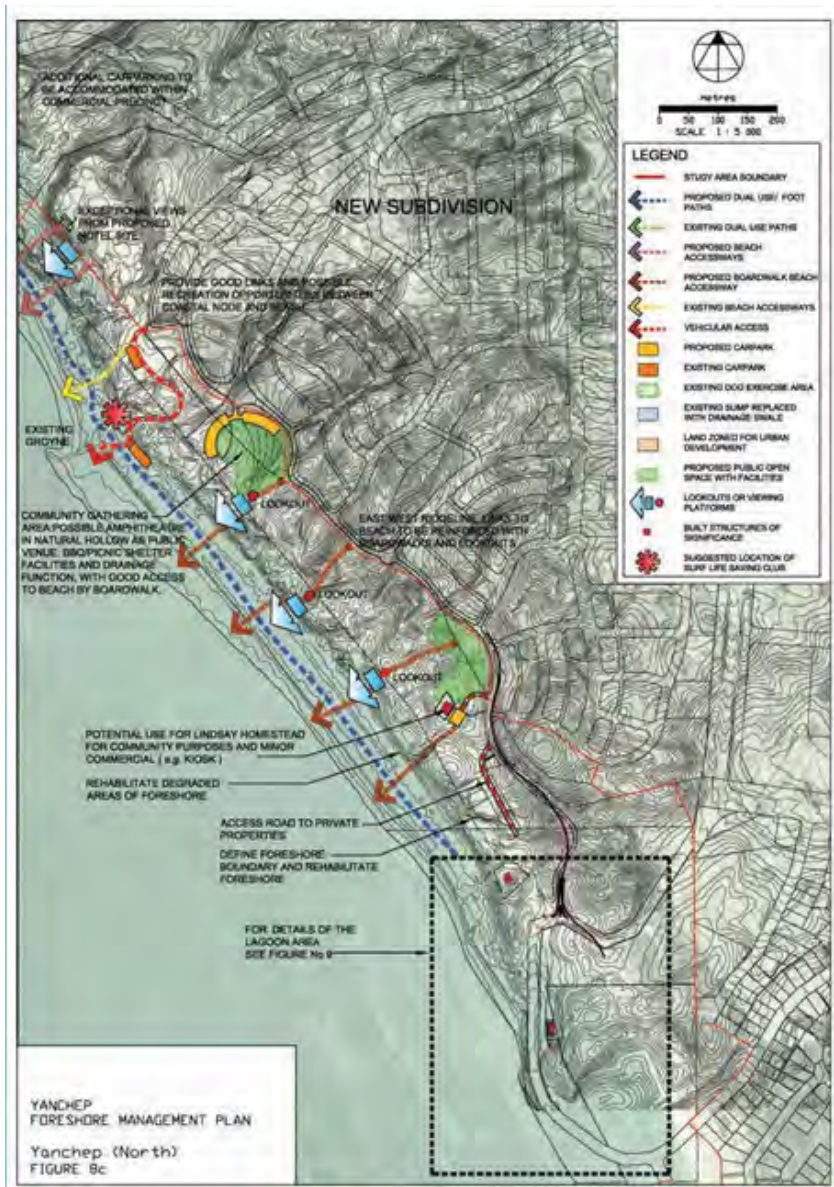 ADDITIONAL CARPARKING TO
BE ACCOMMODATED WITHIN
COMMERCIAL PRECINCT
EXCEPTIONAL VIEWS
FROM PROPOSED
HOTEL SITE
NEW SUBDIVISION
PROVIDE GOOD LINKS AND POSSIBLE
RECREATION OPPORTUNITIES BETWEEN
COASTAL NODE AND BEACH
EXISTING
GROYNE
LOOKOUT
COMMUNITY GATHERING
AREA:POSSIBLE AMPHITHEATRE
IN NATURAL HOLLOW AS PUBLIC
VENUE. BBQ/PICNIC SHELTER
FACILITIES AND DRAINAGE
FUNCTION, WITH GOOD ACCESS
TO BEACH BY BOARDWALK.
EAST WEST RIDGELINE LINKS TO
BEACH TO BE REINFORCED WITH
BOARDWALKS AND LOOKOUTS
LOOKOUT
LOOKOUT
POTENTIAL USE FOR LINDSAY HOMESTEAD
FOR COMMUNITY PURPOSES AND MINOR
COMMERCIAL ( e.g. KIOSK )
REHABILITATE DEGRADED
AREAS OF FORESHORE
ACCESS ROAD TO PRIVATE
PROPERTIES
DEFINE FORESHORE
BOUNDARY AND REHABILITATE
FORESHORE
FOR DETAILS OF THE
LAGOON AREA
SEE FIGURE No 9
metres
0 50 100 150 200
SCALE 1 : 5 000
LEGEND
STUDY AREA BOUNDARY
PROPOSED DUAL USE/ FOOT
PATHS
EXISTING DUAL USE PATHS
PROPOSED BEACH
ACCESSWAYS
PROPOSED BOARDWALK BEACH
ACCESSWAY
EXISTING BEACH ACCESSWAYS
VEHICULAR ACCESS
PROPOSED CARPARK
EXISTING CARPARK
EXISTING DOG EXERCISE AREA
EXISTING SUMP REPLACED
WITH DRAINAGE SWALE
LAND ZONED FOR URBAN
DEVELOPMENT
PROPOSED PUBLIC OPEN
SPACE WITH FACILITIES
LOOKOUTS OR VIEWING
PLATFORMS
BUILT STRUCTURES OF
SIGNIFICANCE
SUGGESTED LOCATION OF
SURF LIFE SAVING CLUB
YANCHEP
FORESHORE MANAGEMENT PLAN
Yanchep (North)
FIGURE 8c